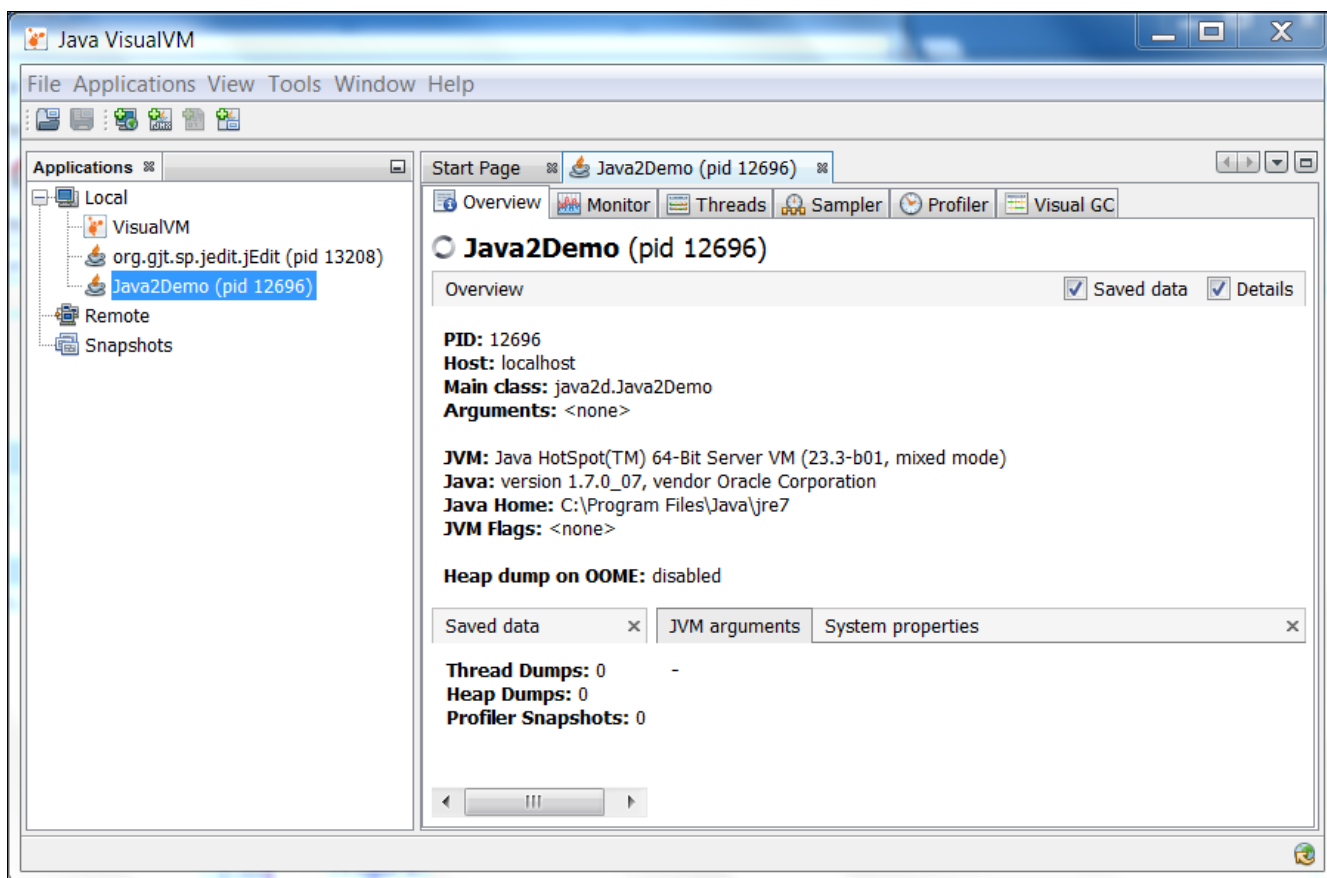 Java VisualVM
File Applications View Tools Window Help
Applications
Local
VisualVM
org.gjt.sp.jedit.jEdit (pid 13208)
Java2Demo (pid 12696)
Remote
Snapshots
Start Page Java2Demo (pid 12696)
Overview Monitor Threads Sampler Profiler Visual GC
Java2Demo (pid 12696)
Overview Saved data Details
PID: 12696
Host: localhost
Main class: java2d.Java2Demo
Arguments: <none>
JVM: Java HotSpot(TM) 64-Bit Server VM (23.3-b01, mixed mode)
Java: version 1.7.0_07, vendor Oracle Corporation
Java Home: C:\Program Files\Java\jre7
JVM Flags: <none>
Heap dump on OOME: disabled
Saved data JVM arguments System properties
Thread Dumps: 0 -
Heap Dumps: 0
Profiler Snapshots: 0